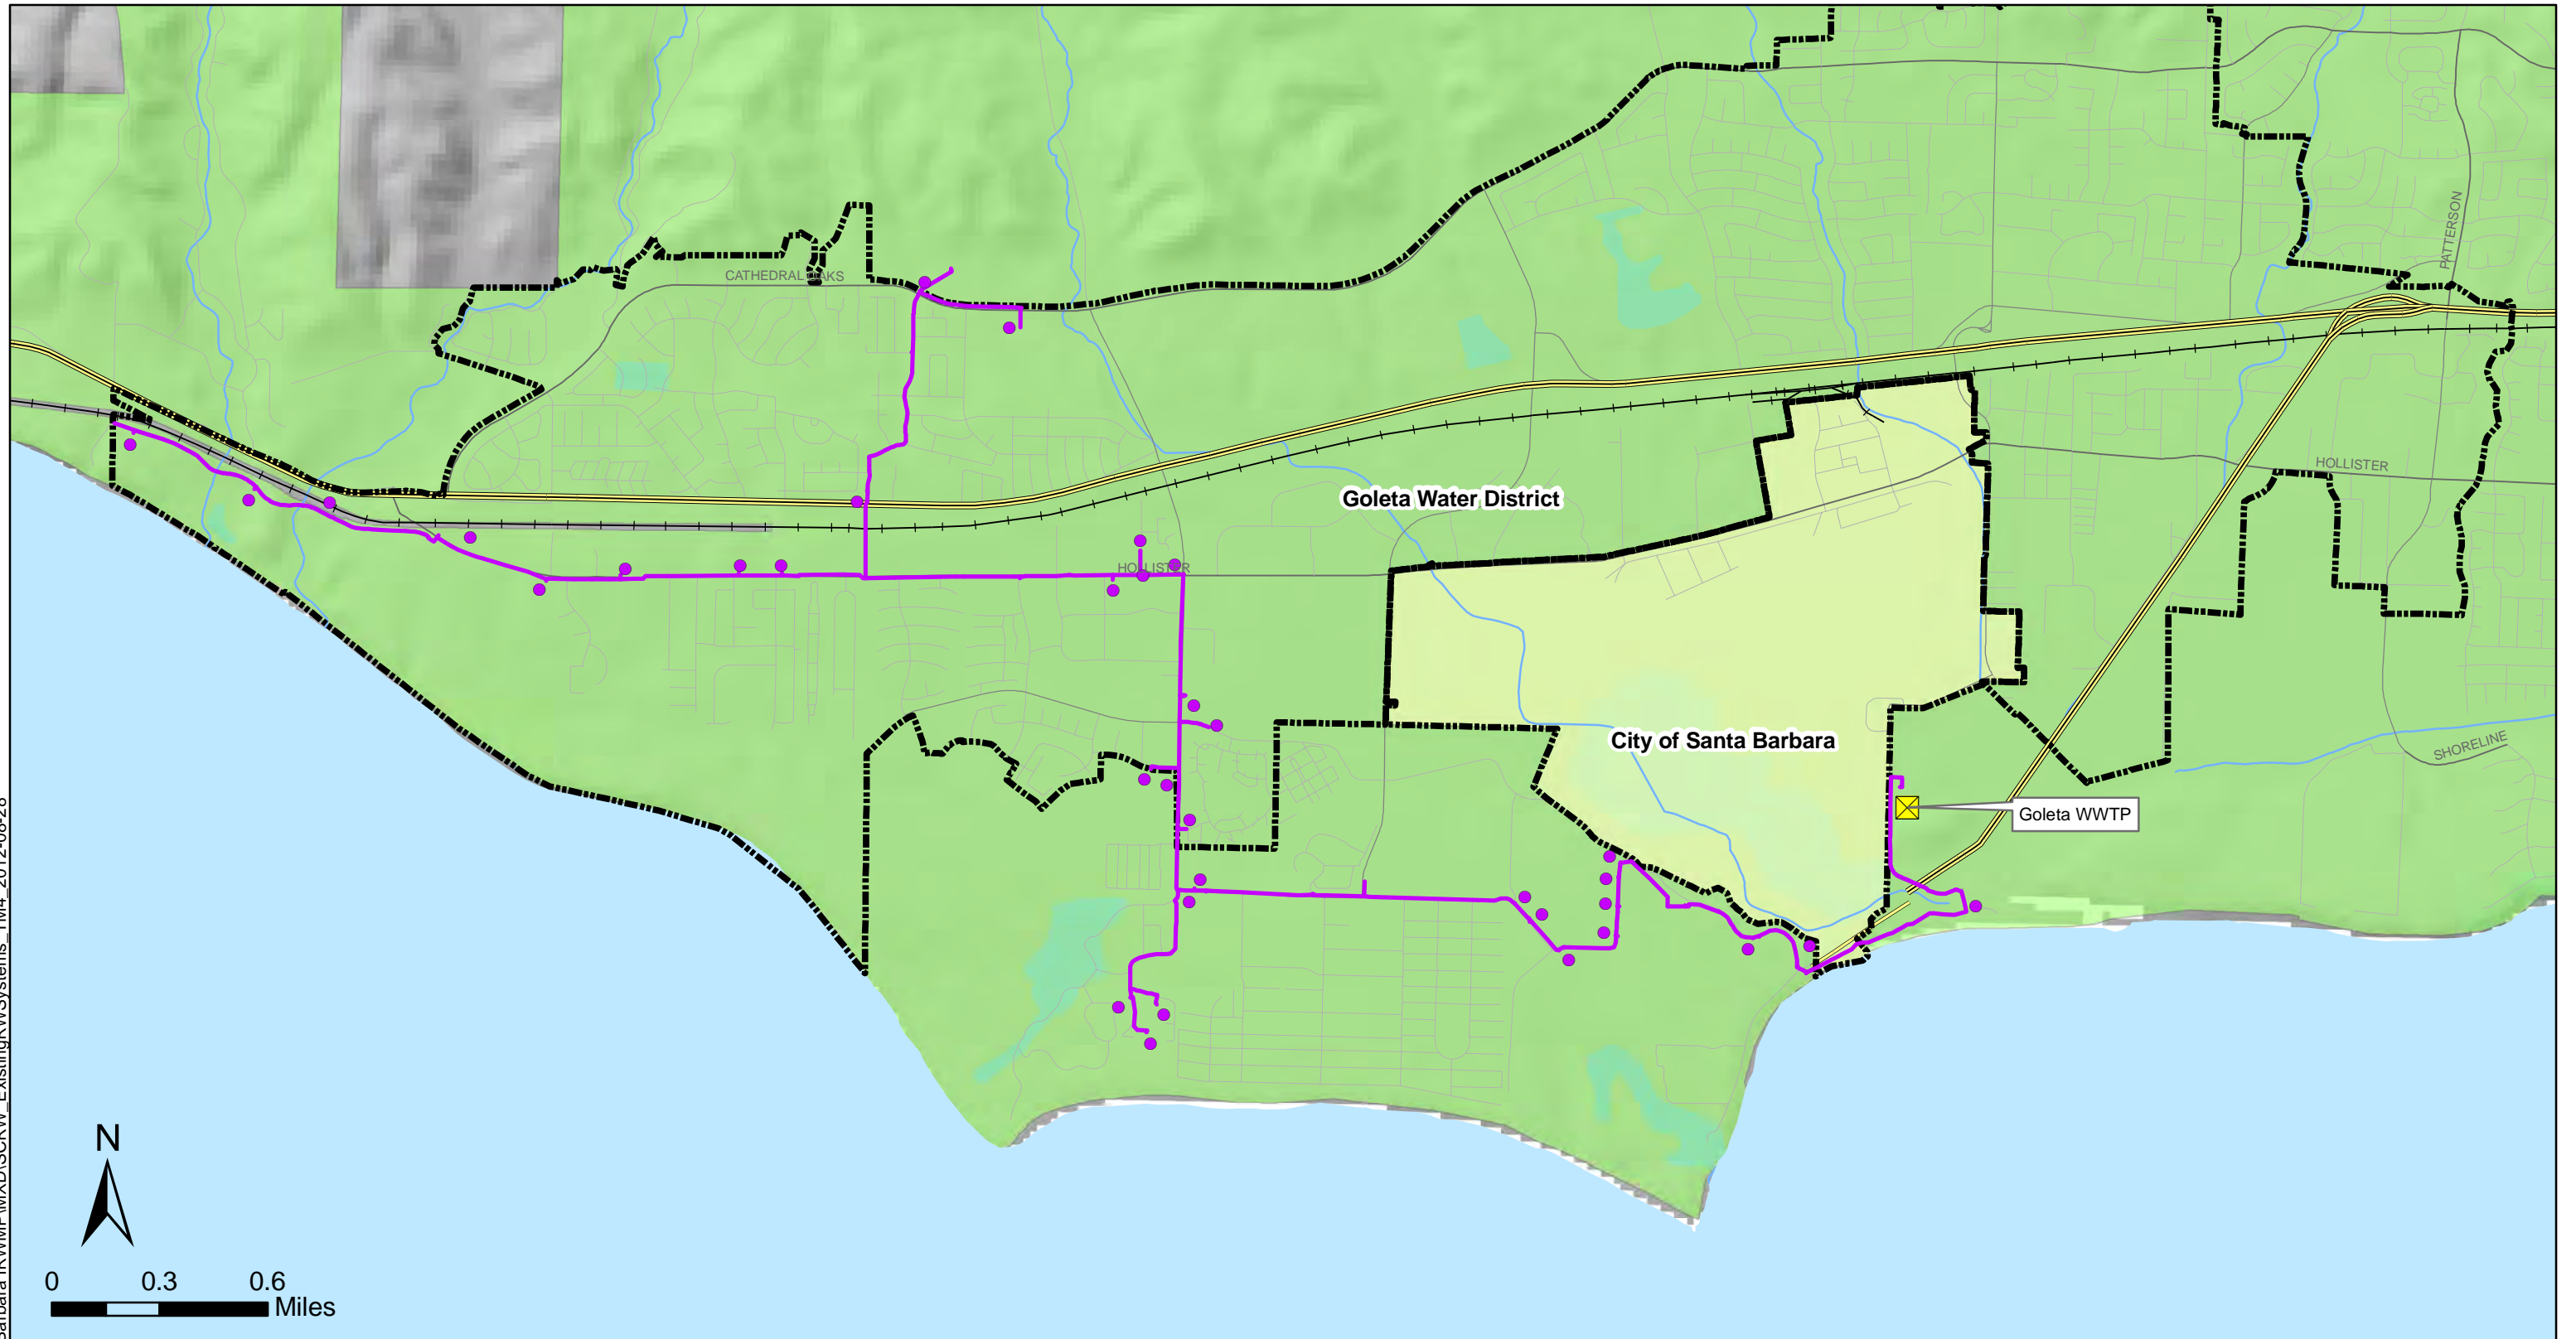 CATHEDRAL OAKS
PATTERSON
HOLLISTER
Goleta Water District
HOLLISTER
City of Santa Barbara
SHORELINE
Goleta WWTP
N
0 0.3 0.6
Miles